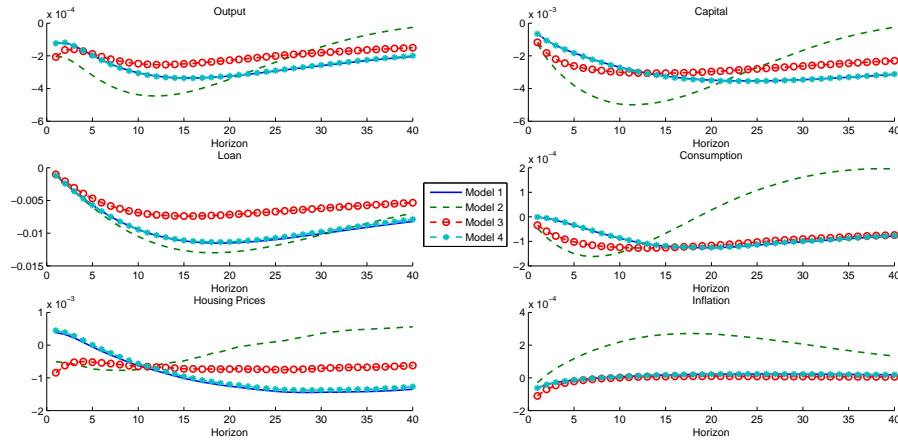 Output
x 10⁻⁴
0
−2
−4
−6
0 5 10 15 20 25 30 35 40
Horizon
Capital
x 10⁻³
0
−2
−4
−6
0 5 10 15 20 25 30 35 40
Horizon
Loan
0
−0.005
−0.01
−0.015
0 5 10 15 20 25 30 35 40
Horizon
Model 1
Model 2
Model 3
Model 4
Consumption
x 10⁻⁴
2
1
0
−1
−2
0 5 10 15 20 25 30 35 40
Horizon
Housing Prices
x 10⁻³
1
0
−1
−2
0 5 10 15 20 25 30 35 40
Horizon
Inflation
x 10⁻⁴
4
2
0
−2
0 5 10 15 20 25 30 35 40
Horizon